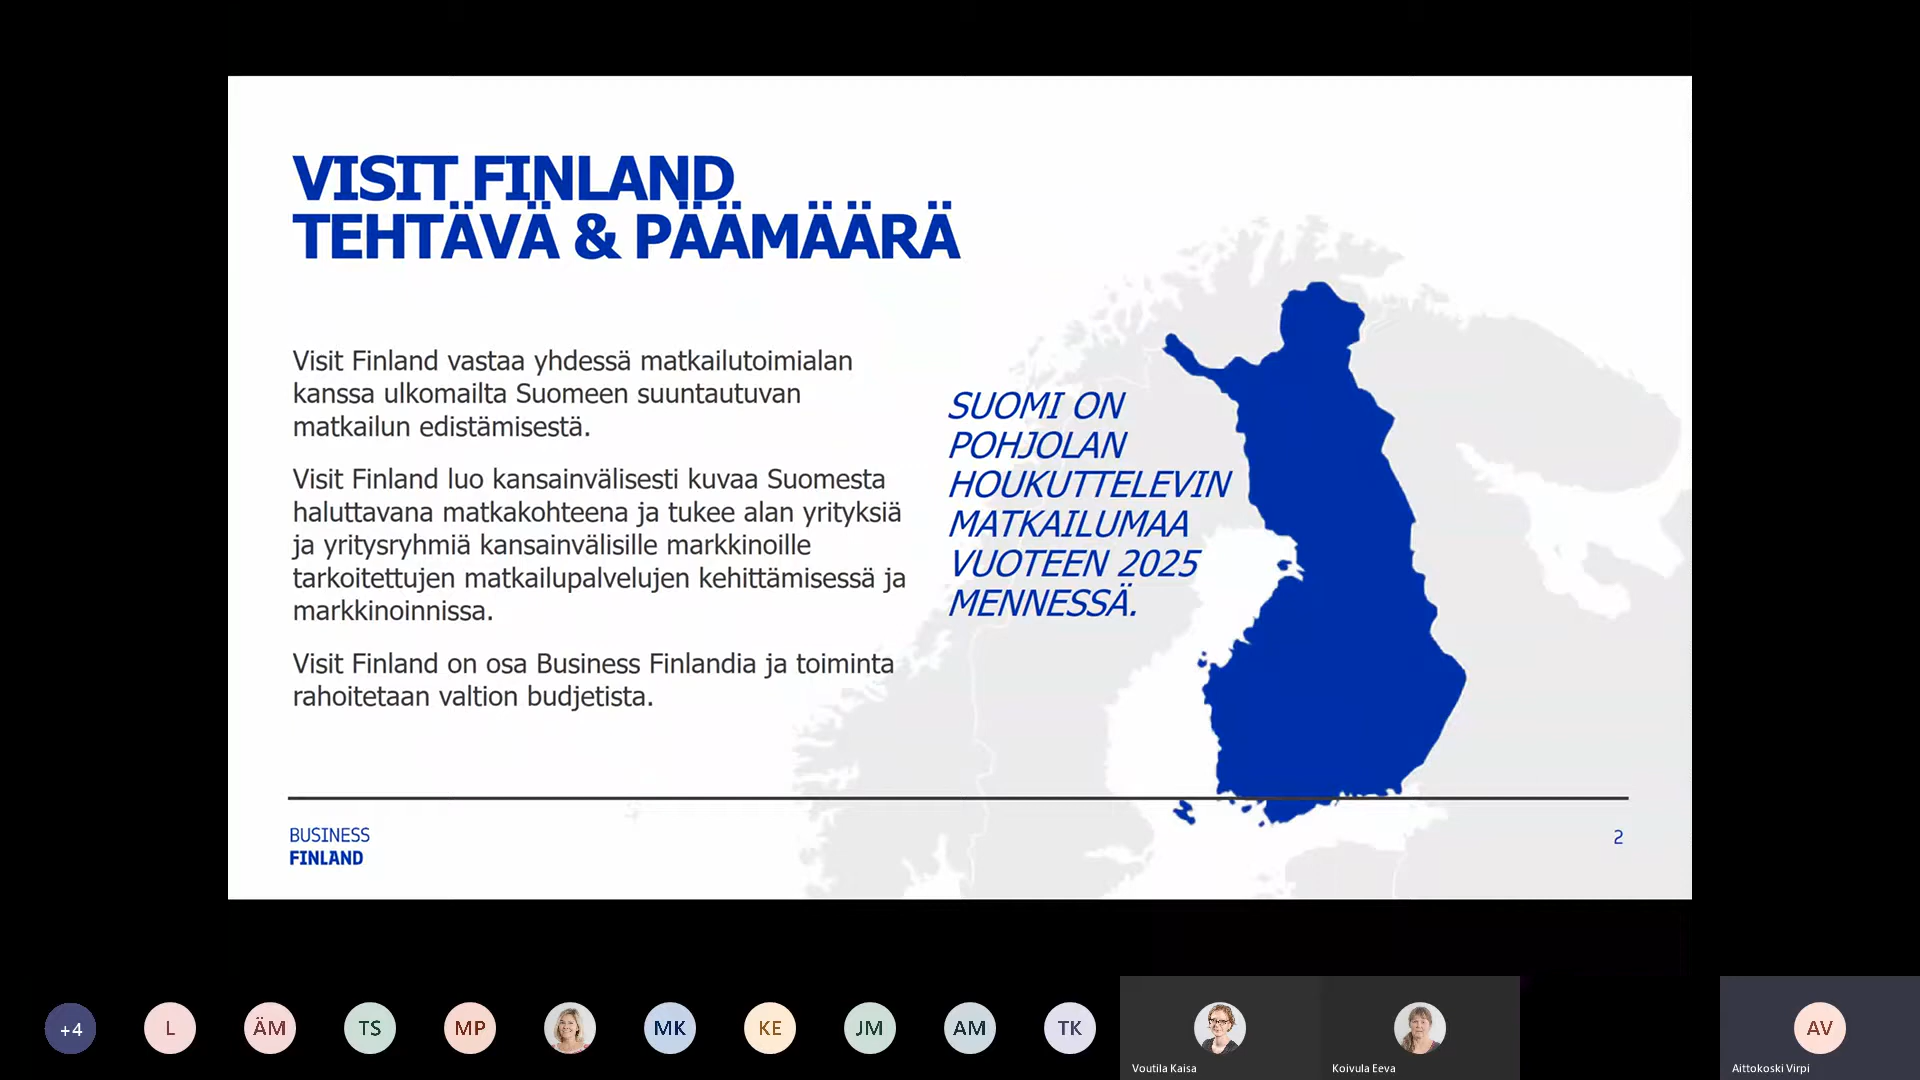 VISIT FINLAND
TEHTÄVÄ & PÄÄMÄÄRÄ
Visit Finland vastaa yhdessä matkailutoimialan
kanssa ulkomailta Suomeen suuntautuvan
matkailun edistämisestä.
Visit Finland luo kansainvälisesti kuvaa Suomesta
haluttavana matkakohteena ja tukee alan yrityksiä
ja yritysryhmiä kansainvälisille markkinoille
tarkoitettujen matkailupalvelujen kehittämisessä ja
markkinoinnissa.
Visit Finland on osa Business Finlandia ja toiminta
rahoitetaan valtion budjetista.
SUOMI ON
POHJOLAN
HOUKUTTELEVIN
MATKAILUMAA
VUOTEEN 2025
MENNESSÄ.
BUSINESS
FINLAND
2
+4
L
ÄM
TS
MP
MK
KE
JM
AM
TK
Voutila Kaisa
Koivula Eeva
AV
Aittokoski Virpi